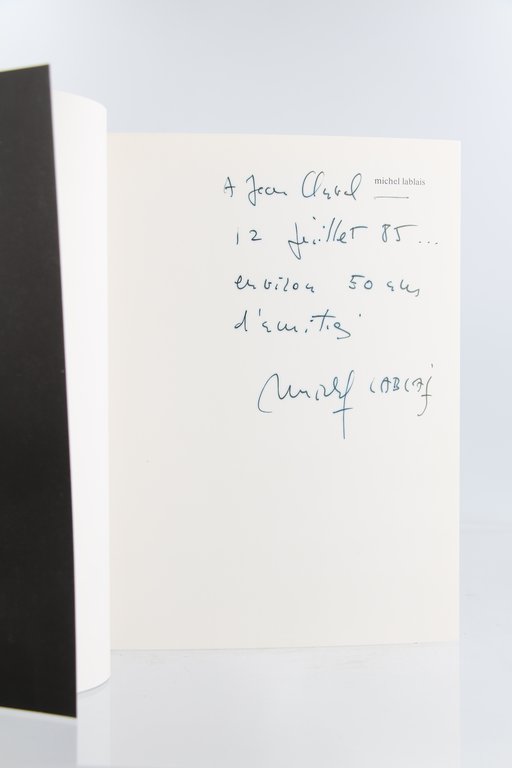 A Jean Clerval michel lablais
12 juillet 85...
environ 50 ans
d'amitié
Michel LABLAIS